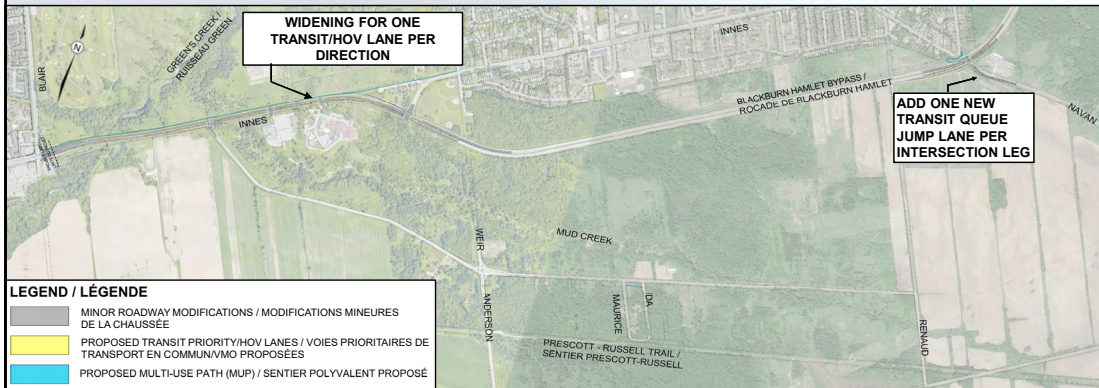 WIDENING FOR ONE
TRANSIT/HOV LANE PER
DIRECTION
N
BLAIR
GREEN'S CREEK /
RUISSEAU GREEN
INNES
INNES
BLACKBURN HAMLET BYPASS /
ROCADE DE BLACKBURN HAMLET
NAVAN
ADD ONE NEW
TRANSIT QUEUE
JUMP LANE PER
INTERSECTION LEG
WEIR
ANDERSON
MUD CREEK
MAURICE
IDA
RENAUD
PRESCOTT - RUSSELL TRAIL /
SENTIER PRESCOTT-RUSSELL
LEGEND / LÉGENDE
MINOR ROADWAY MODIFICATIONS / MODIFICATIONS MINEURES
DE LA CHAUSSÉE
PROPOSED TRANSIT PRIORITY/HOV LANES / VOIES PRIORITAIRES DE
TRANSPORT EN COMMUN/VMO PROPOSÉES
PROPOSED MULTI-USE PATH (MUP) / SENTIER POLYVALENT PROPOSÉ